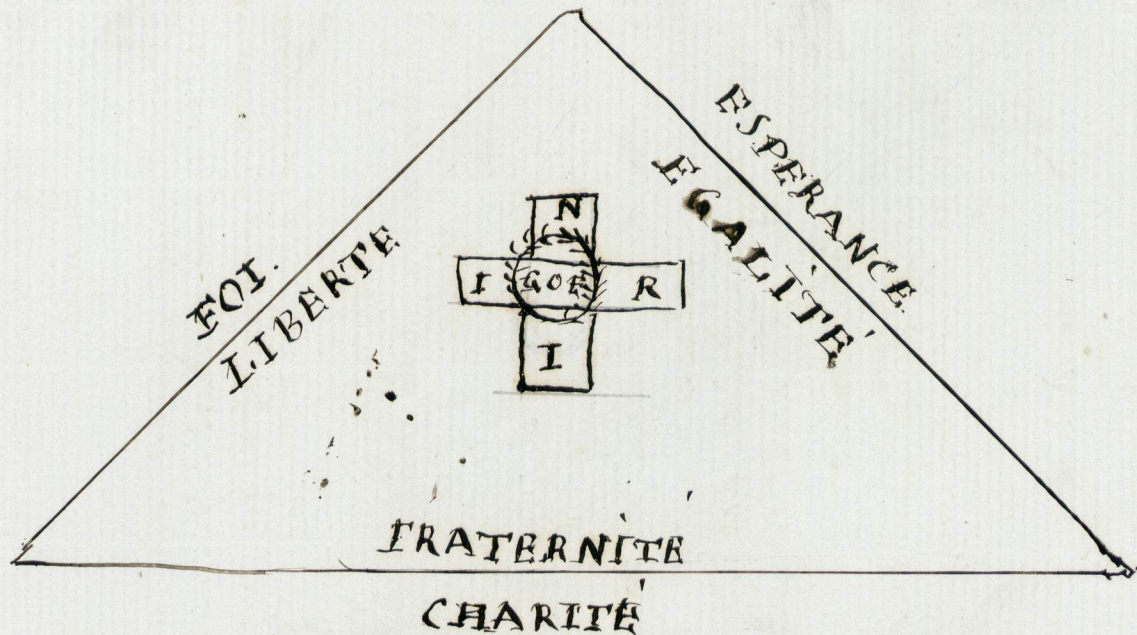 FOI.
LIBERTE
ESPERANCE
EGALITÉ
N
I GOE R
I
FRATERNITÉ
CHARITÉ